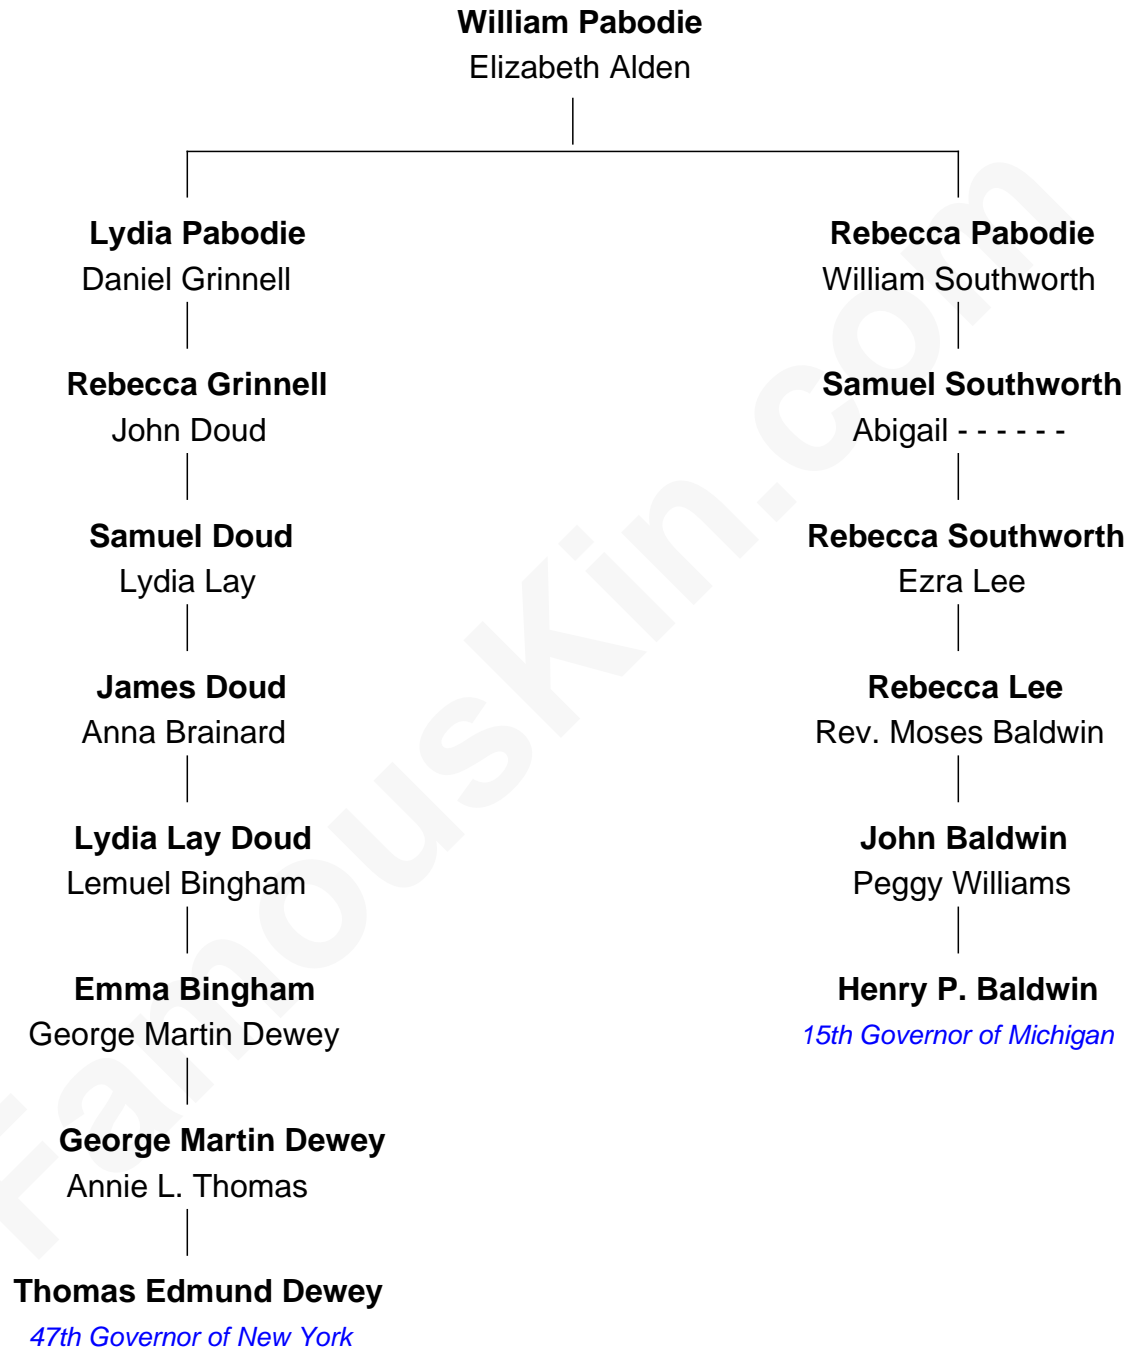 William Pabodie
Elizabeth Alden
Lydia Pabodie
Daniel Grinnell
Rebecca Pabodie
William Southworth
Rebecca Grinnell
John Doud
Samuel Southworth
Abigail - - - - - -
Samuel Doud
Lydia Lay
Rebecca Southworth
Ezra Lee
James Doud
Anna Brainard
Rebecca Lee
Rev. Moses Baldwin
Lydia Lay Doud
Lemuel Bingham
John Baldwin
Peggy Williams
Emma Bingham
George Martin Dewey
Henry P. Baldwin
15th Governor of Michigan
George Martin Dewey
Annie L. Thomas
Thomas Edmund Dewey
47th Governor of New York
FamousKin.com